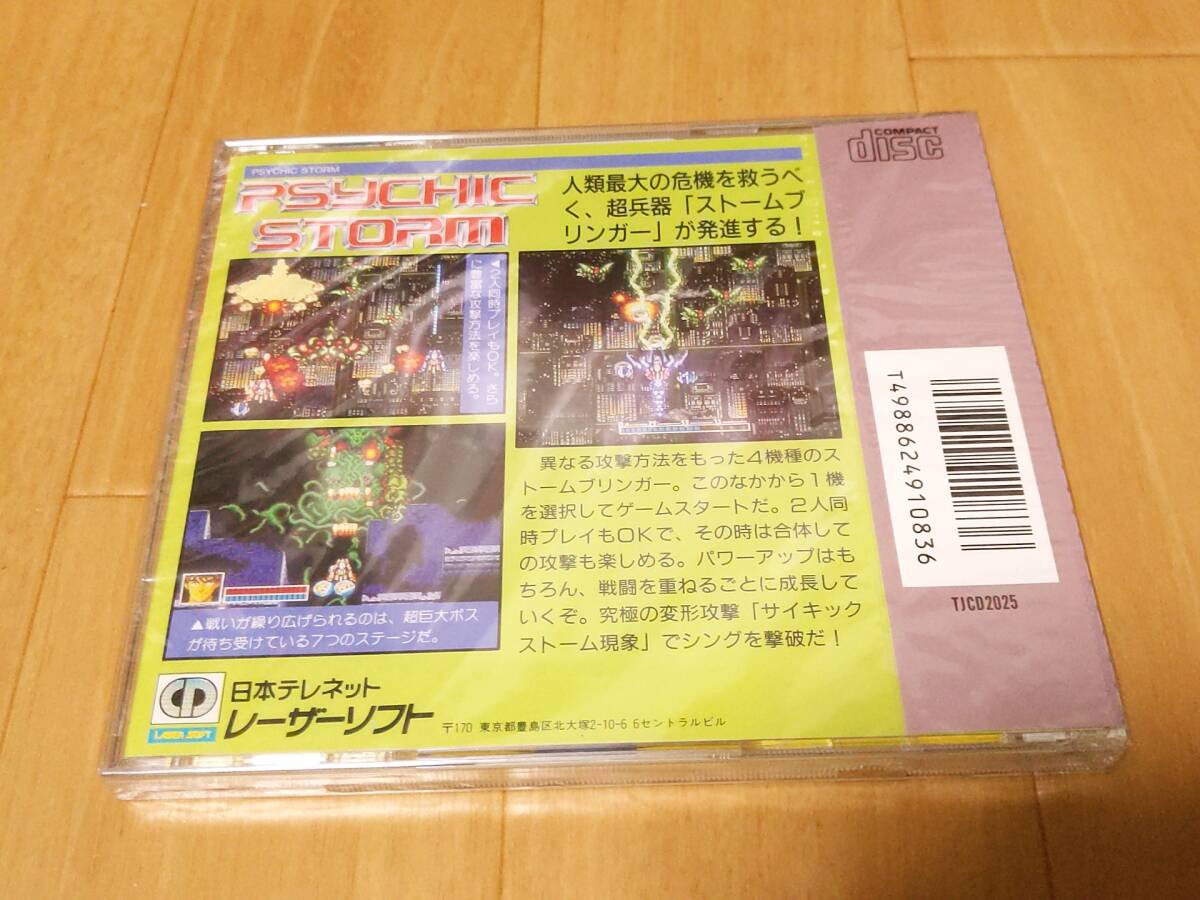 PSYCHIC STORM
PSYCHIC
STORM
人類最大の危機を救うべ
く、超兵器「ストームブ
リンガー」が発進する!
◀2人同時プレイもOK。さら
に豊富な攻撃方法を楽しめる。
▲戦いが繰り広げられるのは、超巨大ボス
が待ち受けている7つのステージだ。
異なる攻撃方法をもった4機種のス
トームブリンガー。このなかから1機
を選択してゲームスタートだ。2人同
時プレイもOKで、その時は合体して
の攻撃も楽しめる。パワーアップはも
ちろん、戦闘を重ねるごとに成長して
いくぞ。究極の変形攻撃「サイキック
ストーム現象」でシングを撃破だ!
LASER SOFT
日本テレネット
レーザーソフト
〒170 東京都豊島区北大塚2-10-6 6セントラルビル
COMPACT
disc
T4988624910836
TJCD2025